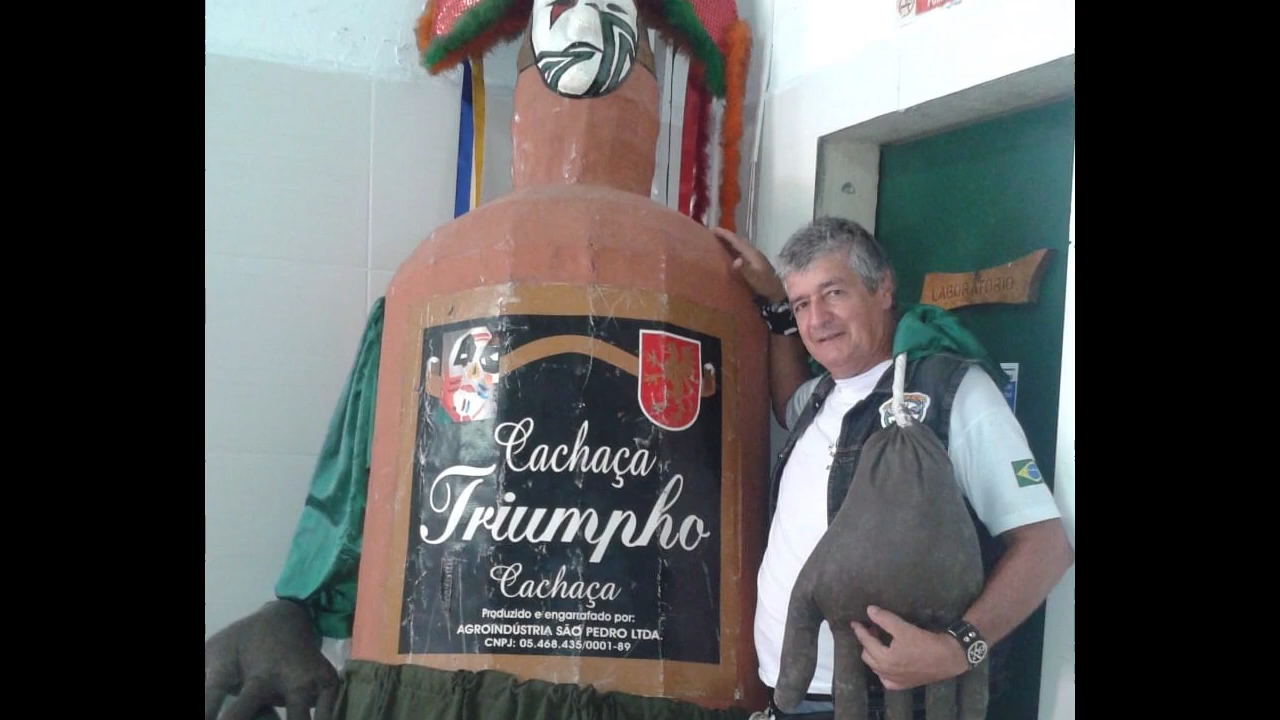 LABORATÓRIO
Cachaça
Triumpho
Cachaça
Produzido e engarrafado por:
AGROINDÚSTRIA SÃO PEDRO LTDA.
CNPJ: 05.468.435/0001-89